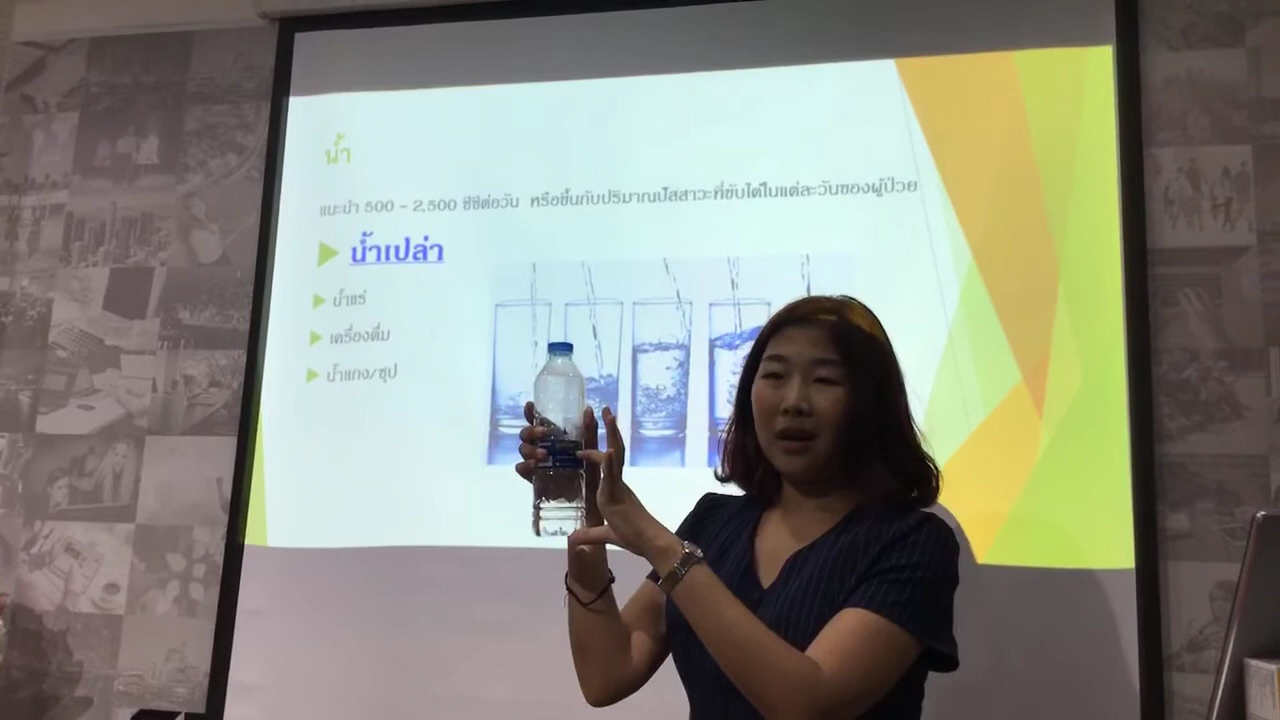 น้ำ
แนะนำ 500 - 2,500 ซีซีต่อวัน หรือขึ้นกับปริมาณปัสสาวะที่ขับได้ในแต่ละวันของผู้ป่วย
น้ำเปล่า
น้ำแร่
เครื่องดื่ม
น้ำแกง/ซุป